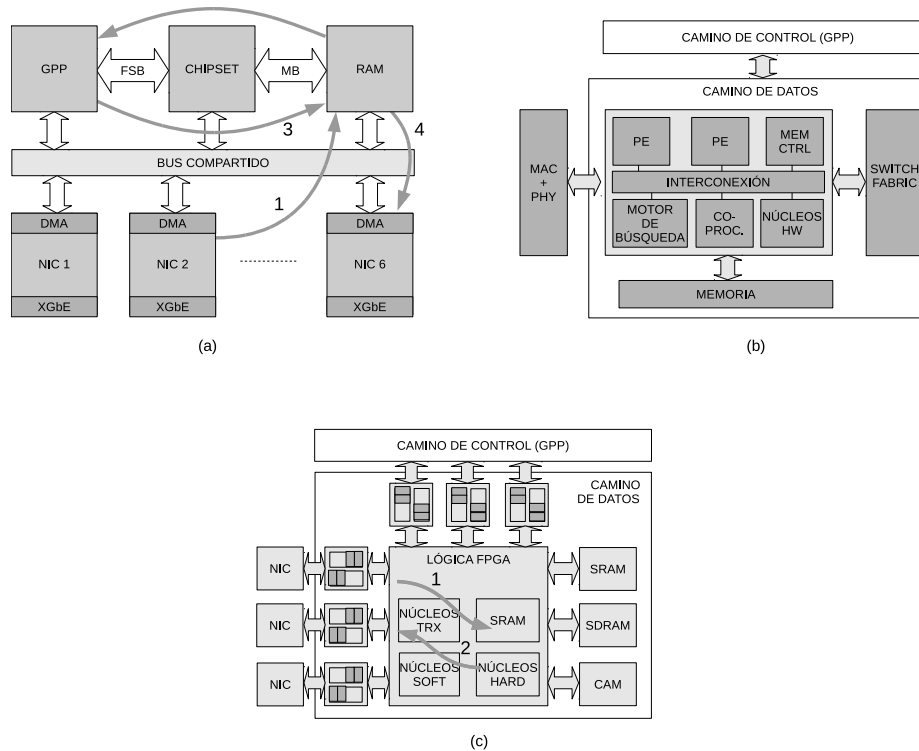 GPP
FSB
CHIPSET
MB
RAM
3
4
BUS COMPARTIDO
1
DMA
DMA
DMA
NIC 1
NIC 2
NIC 6
XGbE
XGbE
XGbE
(a)
CAMINO DE CONTROL (GPP)
CAMINO DE DATOS
MAC
+
PHY
PE
PE
MEM
CTRL
INTERCONEXIÓN
MOTOR
DE
BÚSQUEDA
CO-
PROC.
NÚCLEOS
HW
SWITCH
FABRIC
MEMORIA
(b)
CAMINO DE CONTROL (GPP)
CAMINO
DE DATOS
LÓGICA FPGA
NIC
1
SRAM
NIC
NÚCLEOS
TRX
SRAM
SDRAM
2
NIC
NÚCLEOS
SOFT
NÚCLEOS
HARD
CAM
(c)